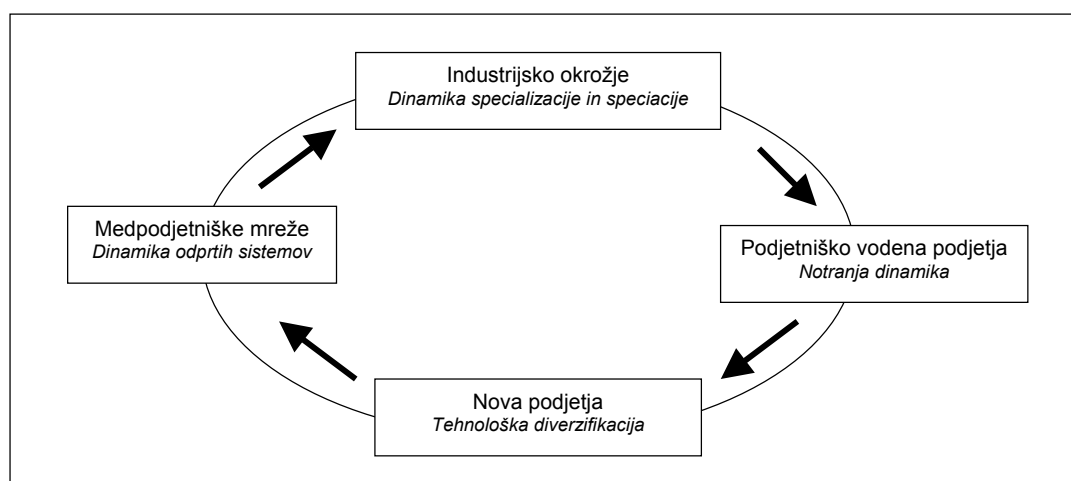 Industrijsko okrožje
Dinamika specializacije in speciacije
Medpodjetniške mreže
Dinamika odprtih sistemov
Podjetniško vodena podjetja
Notranja dinamika
Nova podjetja
Tehnološka diverzifikacija